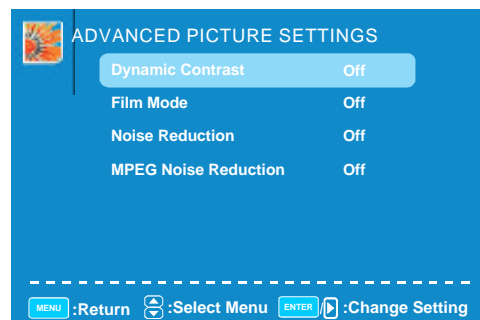 ADVANCED PICTURE SETTINGS
Dynamic Contrast Off
Film Mode Off
Noise Reduction Off
MPEG Noise Reduction Off
MENU :Return :Select Menu ENTER / :Change Setting